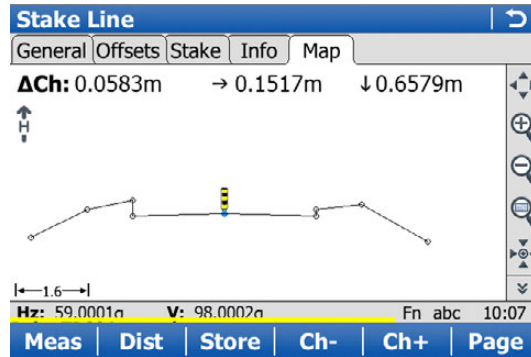 Stake Line
General Offsets Stake Info Map
ΔCh: 0.0583m → 0.1517m ↓0.6579m
H
1.6
Hz: 59.0001g V: 98.0002g Fn abc 10:07
Meas Dist Store Ch- Ch+ Page